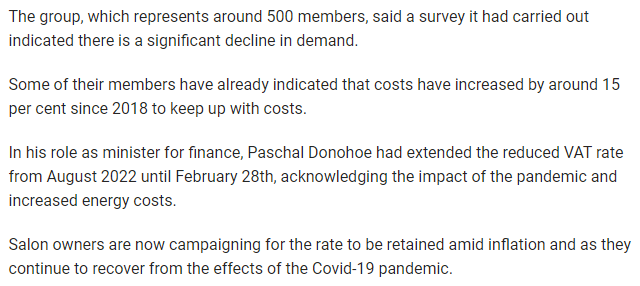 The group, which represents around 500 members, said a survey it had carried out
indicated there is a significant decline in demand.
Some of their members have already indicated that costs have increased by around 15
per cent since 2018 to keep up with costs.
In his role as minister for finance, Paschal Donohoe had extended the reduced VAT rate
from August 2022 until February 28th, acknowledging the impact of the pandemic and
increased energy costs.
Salon owners are now campaigning for the rate to be retained amid inflation and as they
continue to recover from the effects of the Covid-19 pandemic.